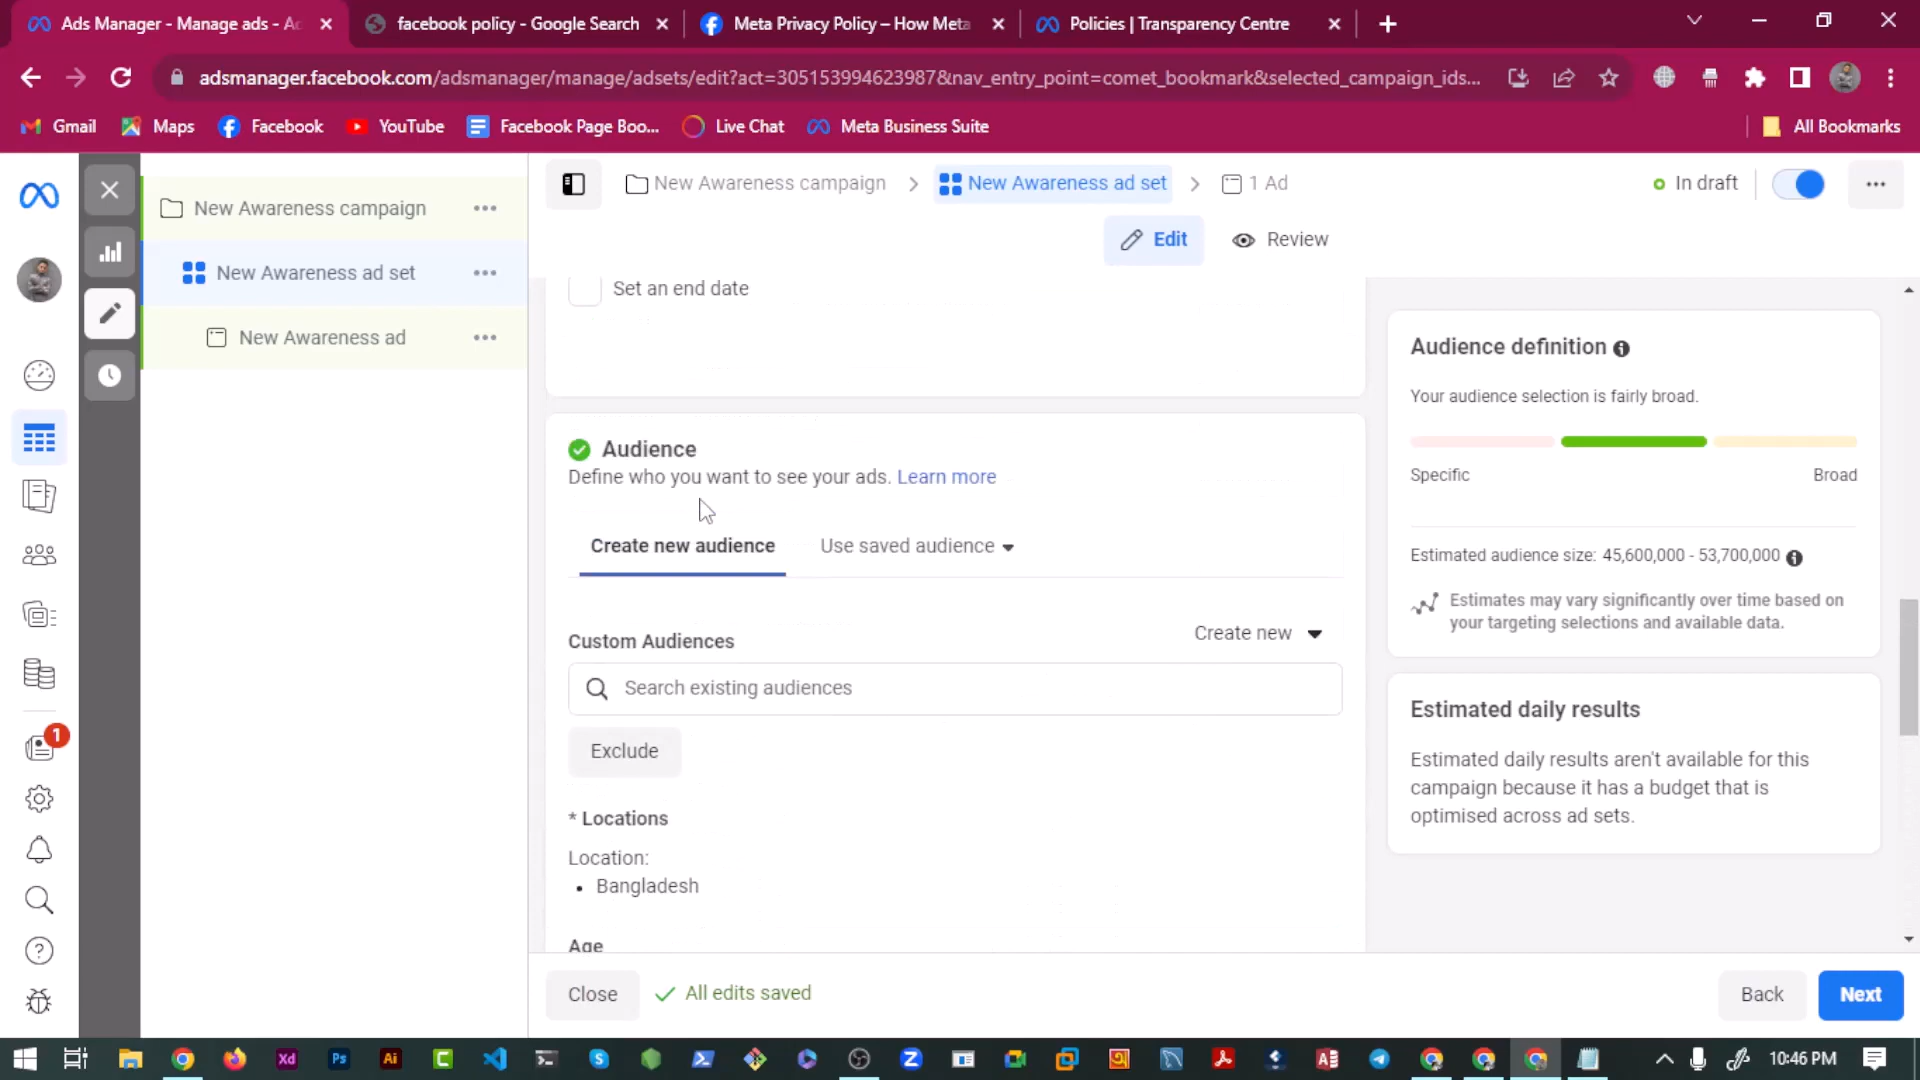 Ads Manager - Manage ads - Ac
facebook policy - Google Search
Meta Privacy Policy – How Meta
Policies | Transparency Centre
adsmanager.facebook.com/adsmanager/manage/adsets/edit?act=305153994623987&nav_entry_point=comet_bookmark&selected_campaign_ids...
Gmail
Maps
Facebook
YouTube
Facebook Page Boo...
Live Chat
Meta Business Suite
All Bookmarks
New Awareness campaign
New Awareness ad set
New Awareness ad
New Awareness campaign
New Awareness ad set
1 Ad
In draft
Edit
Review
Set an end date
Audience
Define who you want to see your ads. Learn more
Create new audience
Use saved audience
Custom Audiences
Create new
Search existing audiences
Exclude
* Locations
Location:
• Bangladesh
Age
Audience definition
Your audience selection is fairly broad.
Specific
Broad
Estimated audience size: 45,600,000 - 53,700,000
Estimates may vary significantly over time based on
your targeting selections and available data.
Estimated daily results
Estimated daily results aren't available for this
campaign because it has a budget that is
optimised across ad sets.
1
Close
All edits saved
Back
Next
Xd
Ps
Ai
10:46 PM